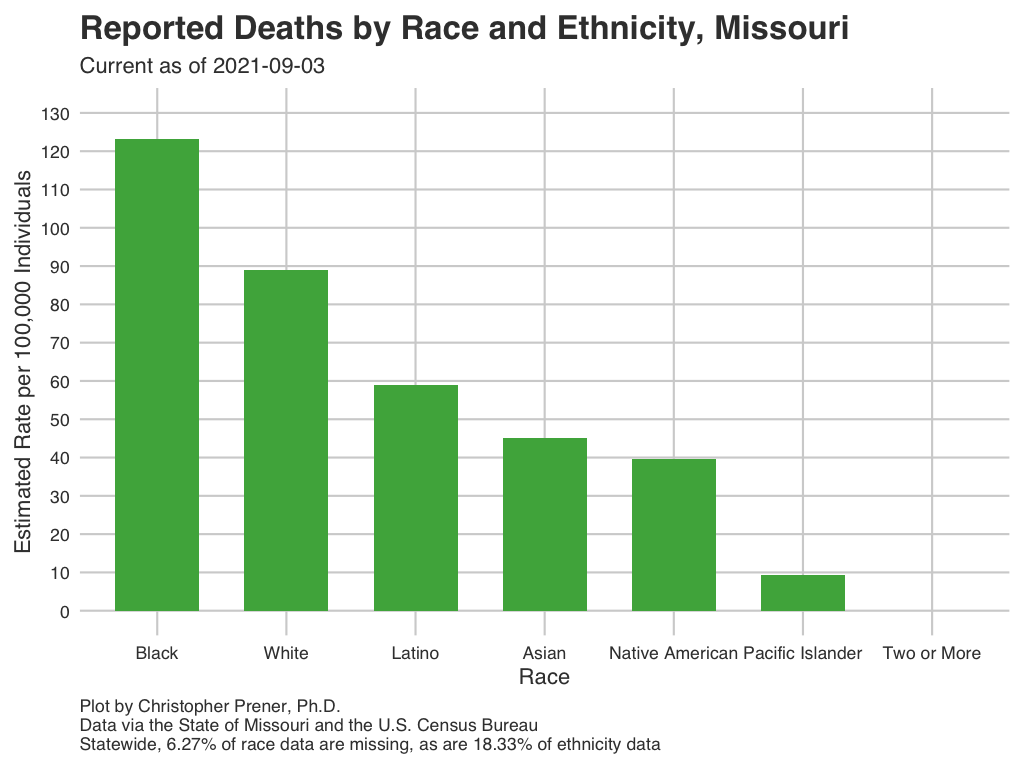 Reported Deaths by Race and Ethnicity, Missouri
Current as of 2021-09-03
Estimated Rate per 100,000 Individuals
130
120
110
100
90
80
70
60
50
40
30
20
10
0
Black White Latino Asian Native American Pacific Islander Two or More
Race
Plot by Christopher Prener, Ph.D.
Data via the State of Missouri and the U.S. Census Bureau
Statewide, 6.27% of race data are missing, as are 18.33% of ethnicity data